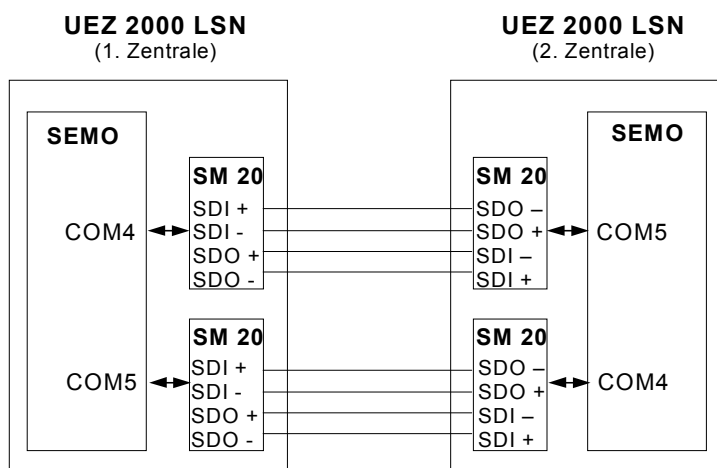 UEZ 2000 LSN
(1. Zentrale)
UEZ 2000 LSN
(2. Zentrale)
SEMO
SM 20
SDI +
SDI -
SDO +
SDO -
COM4
SM 20
SDI +
SDI -
SDO +
SDO -
COM5
SM 20
SDO –
SDO +
SDI –
SDI +
SEMO
COM5
SM 20
SDO –
SDO +
SDI –
SDI +
COM4